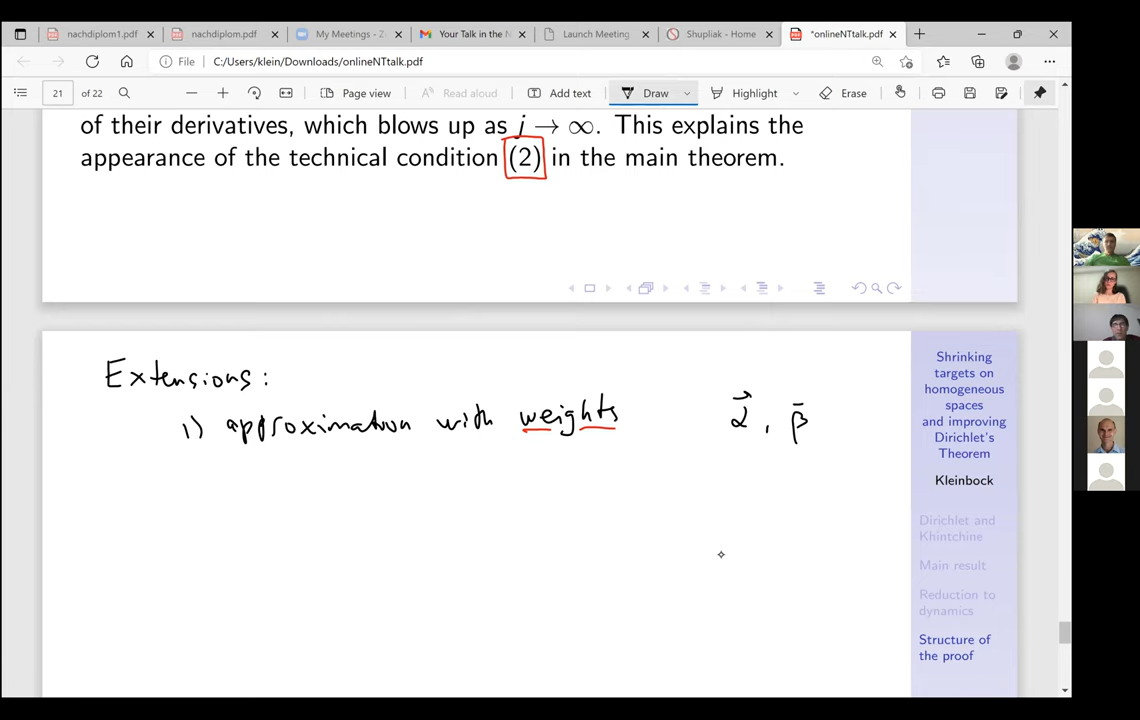 nachdiplom1.pdf
nachdiplom.pdf
My Meetings - Z
Your Talk in the N
Launch Meeting
Shupliak - Home
*onlineNTtalk.pdf
File C:/Users/klein/Downloads/onlineNTtalk.pdf
21 of 22
Page view
Read aloud
Add text
Draw
Highlight
Erase
of their derivatives, which blows up as j → ∞. This explains the
appearance of the technical condition (2) in the main theorem.
Extensions:
1) approximation with weights α⃗, β̄
Shrinking
targets on
homogeneous
spaces
and improving
Dirichlet's
Theorem
Kleinbock
Dirichlet and
Khintchine
Main result
Reduction to
dynamics
Structure of
the proof